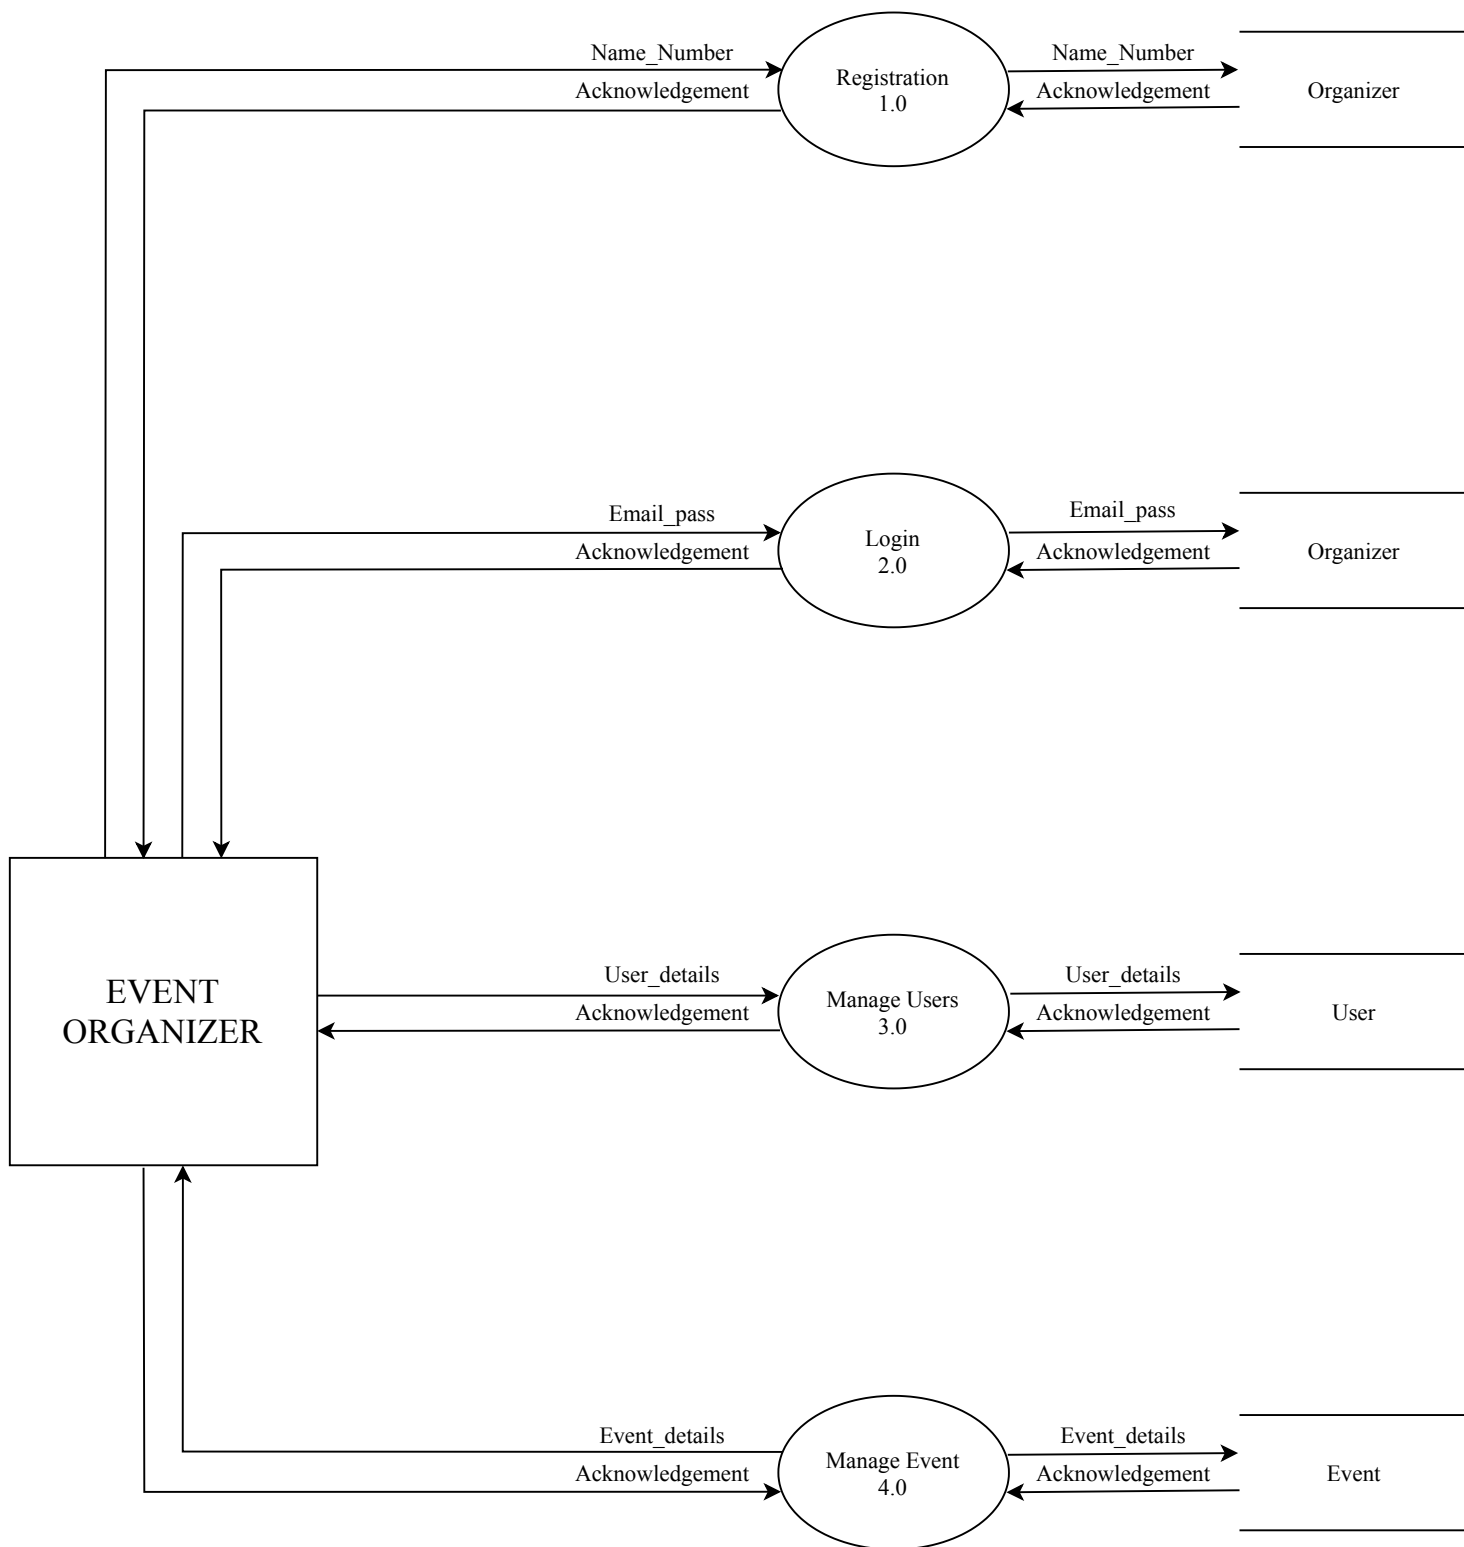 Name_Number
Acknowledgement
Registration
1.0
Name_Number
Acknowledgement
Organizer
Email_pass
Acknowledgement
Login
2.0
Email_pass
Acknowledgement
Organizer
EVENT
ORGANIZER
User_details
Acknowledgement
Manage Users
3.0
User_details
Acknowledgement
User
Event_details
Acknowledgement
Manage Event
4.0
Event_details
Acknowledgement
Event